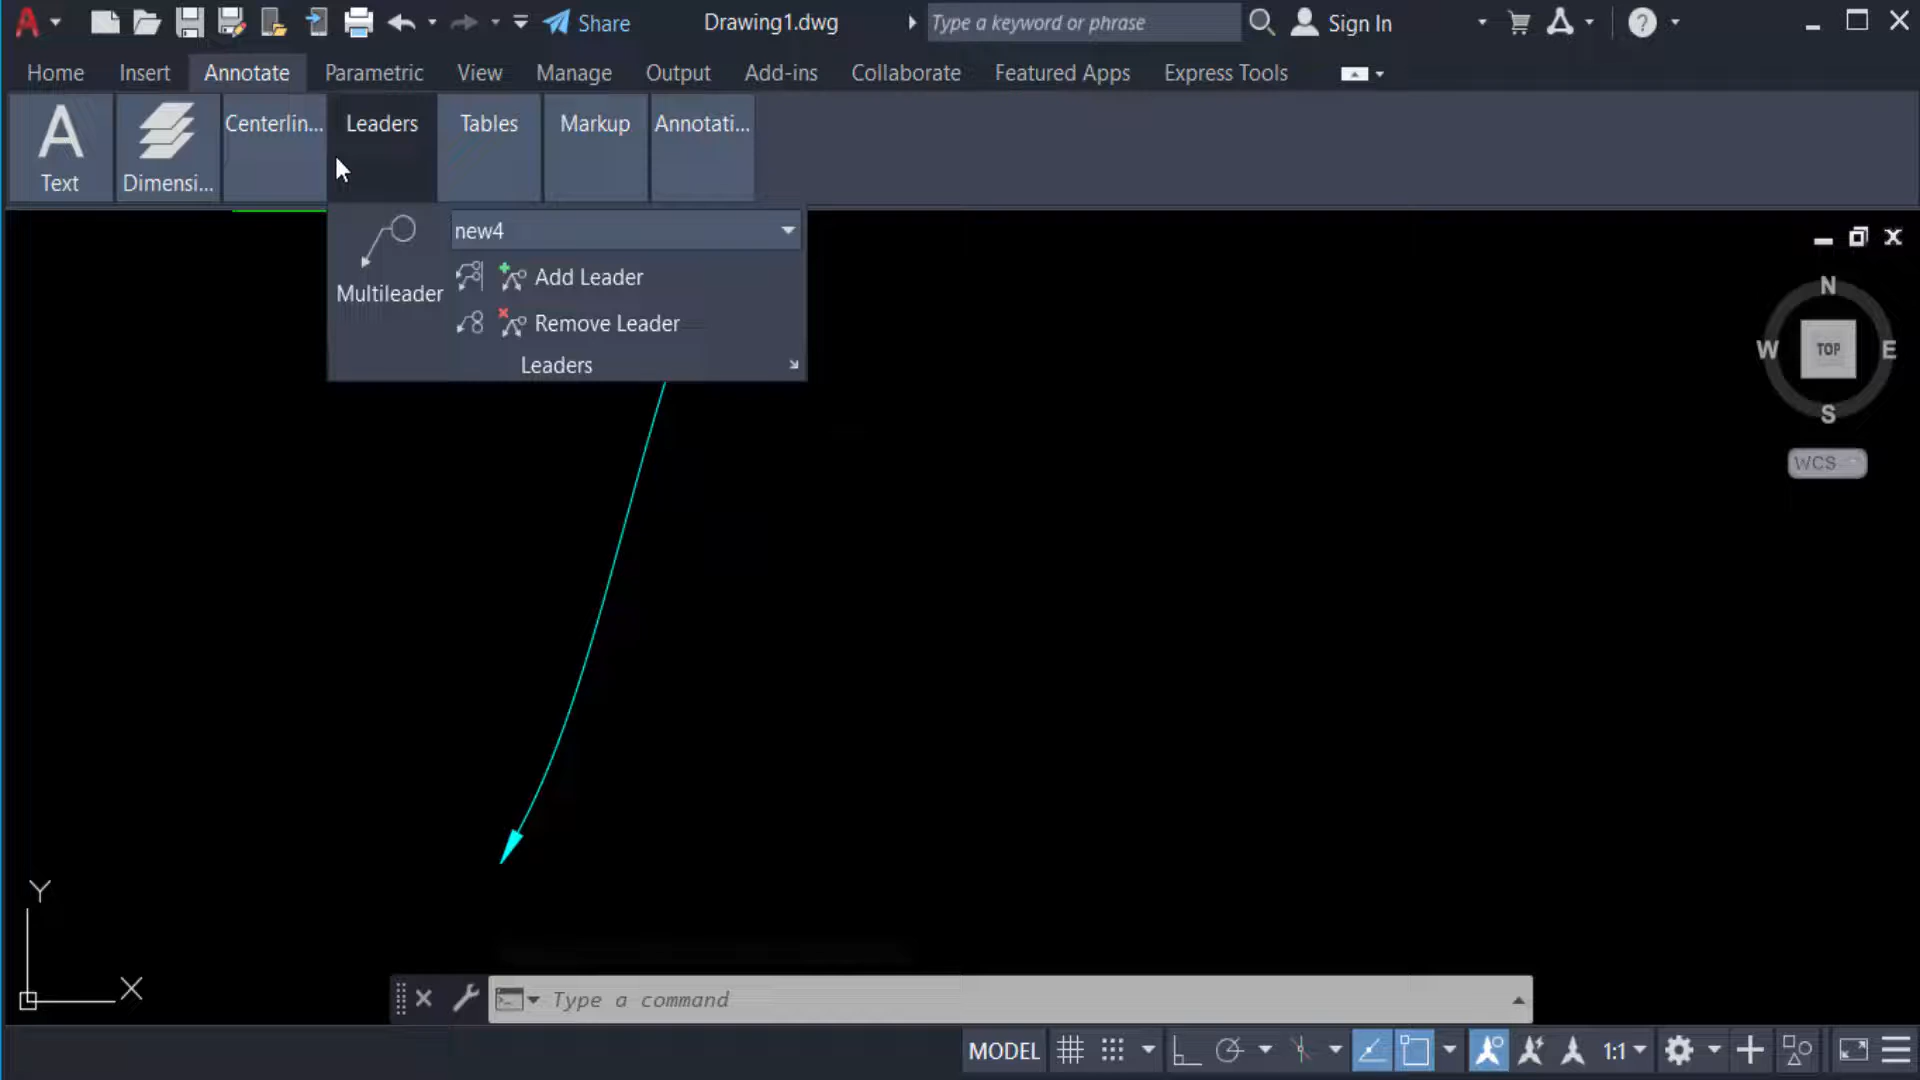 Share
Drawing1.dwg
Type a keyword or phrase
Sign In
Home
Insert
Annotate
Parametric
View
Manage
Output
Add-ins
Collaborate
Featured Apps
Express Tools
Text
Dimensi...
Centerlin...
Leaders
Tables
Markup
Annotati...
Multileader
new4
Add Leader
Remove Leader
Leaders
N
W
TOP
E
S
WCS
Y
X
Type a command
MODEL
1:1